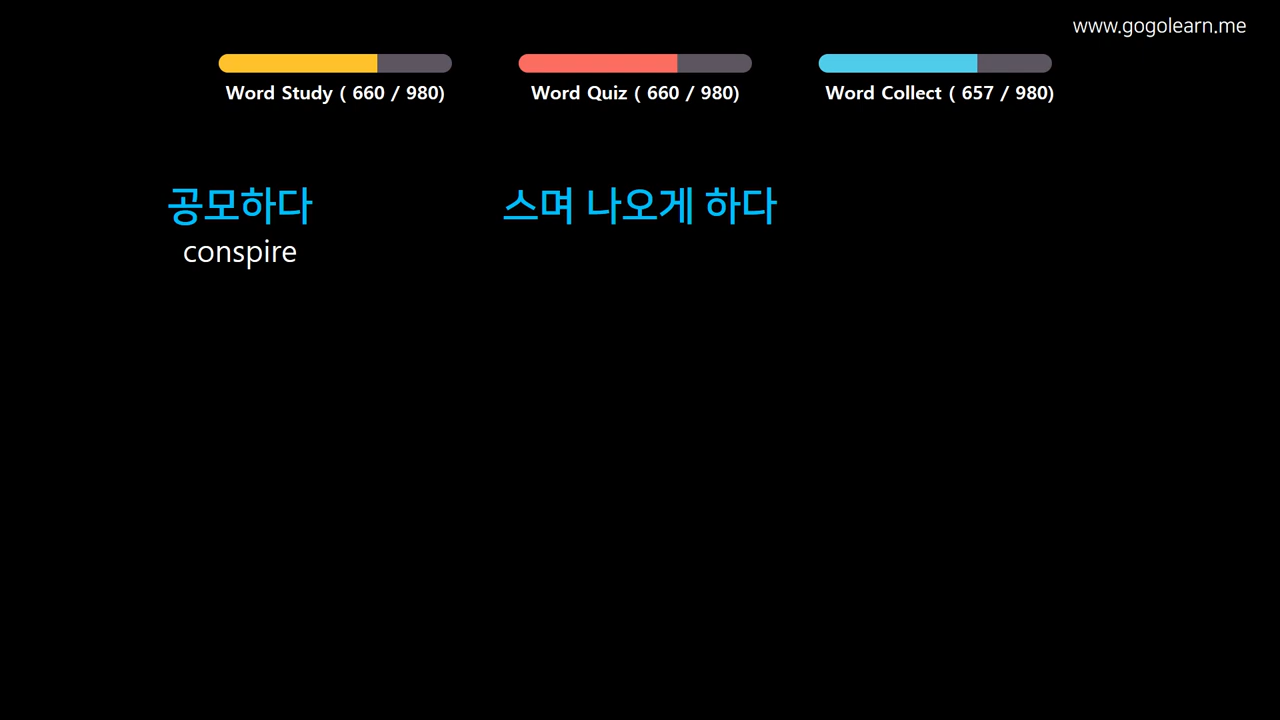 www.gogolearn.me
Word Study ( 660 / 980)
Word Quiz ( 660 / 980)
Word Collect ( 657 / 980)
공모하다
conspire
스며 나오게 하다